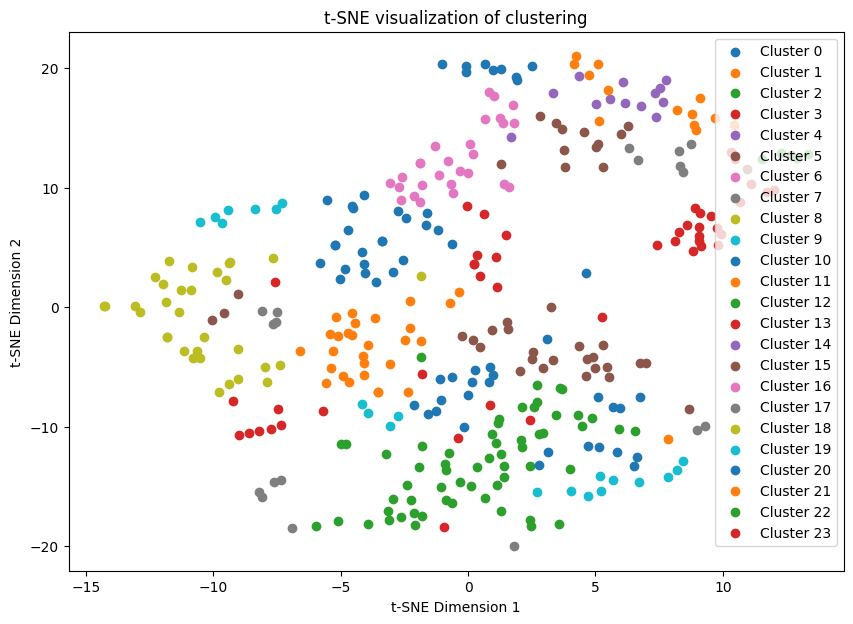 t-SNE visualization of clustering
t-SNE Dimension 2
20
10
0
−10
−20
−15
−10
−5
0
5
10
t-SNE Dimension 1
Cluster 0
Cluster 1
Cluster 2
Cluster 3
Cluster 4
Cluster 5
Cluster 6
Cluster 7
Cluster 8
Cluster 9
Cluster 10
Cluster 11
Cluster 12
Cluster 13
Cluster 14
Cluster 15
Cluster 16
Cluster 17
Cluster 18
Cluster 19
Cluster 20
Cluster 21
Cluster 22
Cluster 23